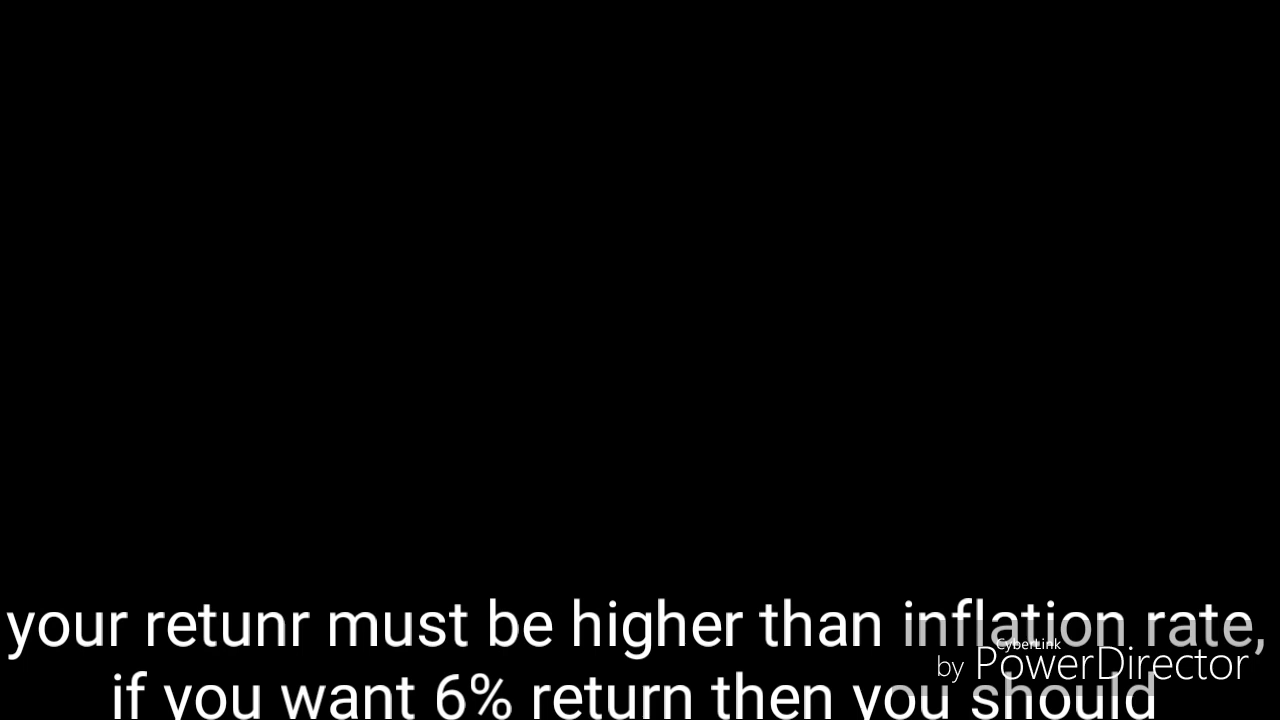 your retunr must be higher than inflation rate,
if you want 6% return then you should
CyberLink
by PowerDirector